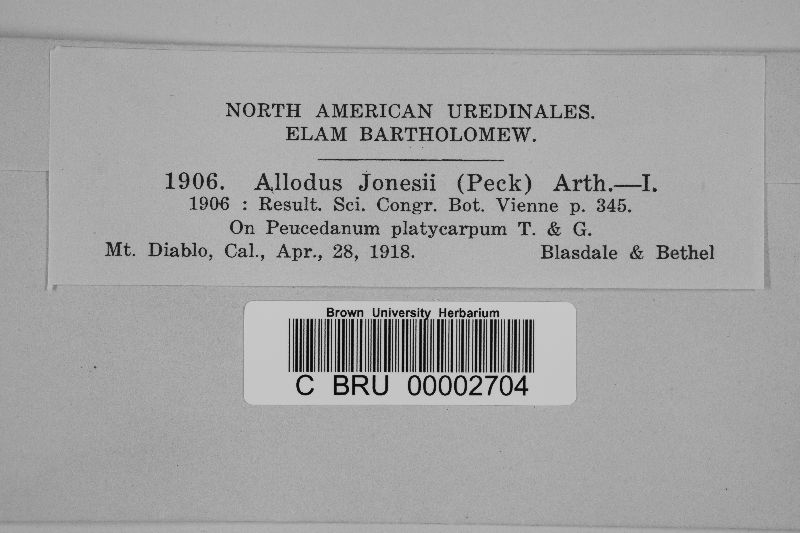 NORTH AMERICAN UREDINALES.
ELAM BARTHOLOMEW.
1906. Allodus Jonesii (Peck) Arth.—I.
1906 : Result. Sci. Congr. Bot. Vienne p. 345.
On Peucedanum platycarpum T. & G.
Mt. Diablo, Cal., Apr., 28, 1918. Blasdale & Bethel
Brown University Herbarium
C BRU 00002704